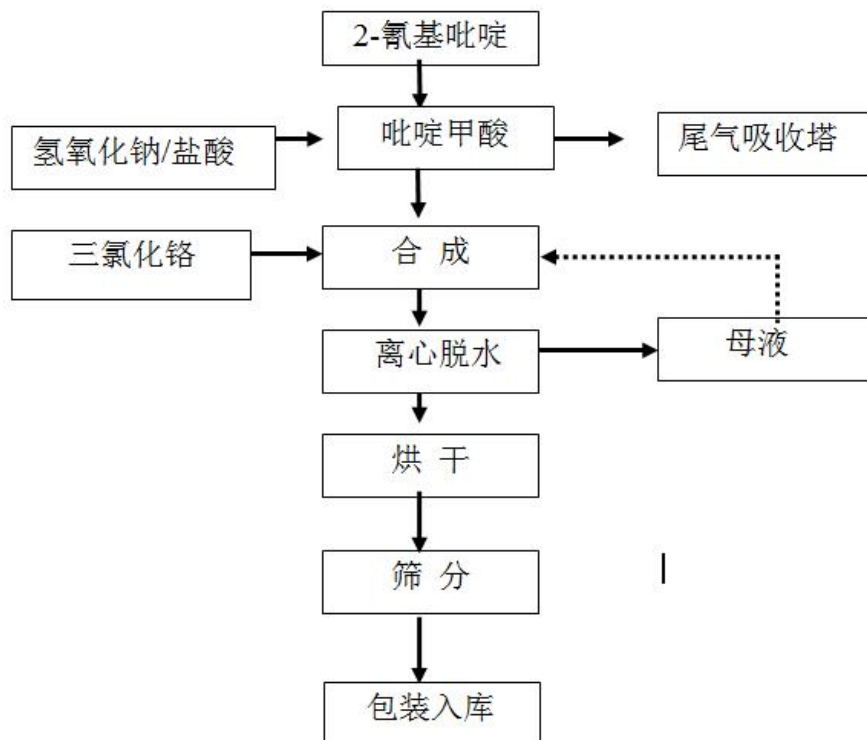 2-氰基吡啶
氢氧化钠/盐酸
吡啶甲酸
尾气吸收塔
三氯化铬
合 成
离心脱水
母液
烘 干
筛 分
包装入库